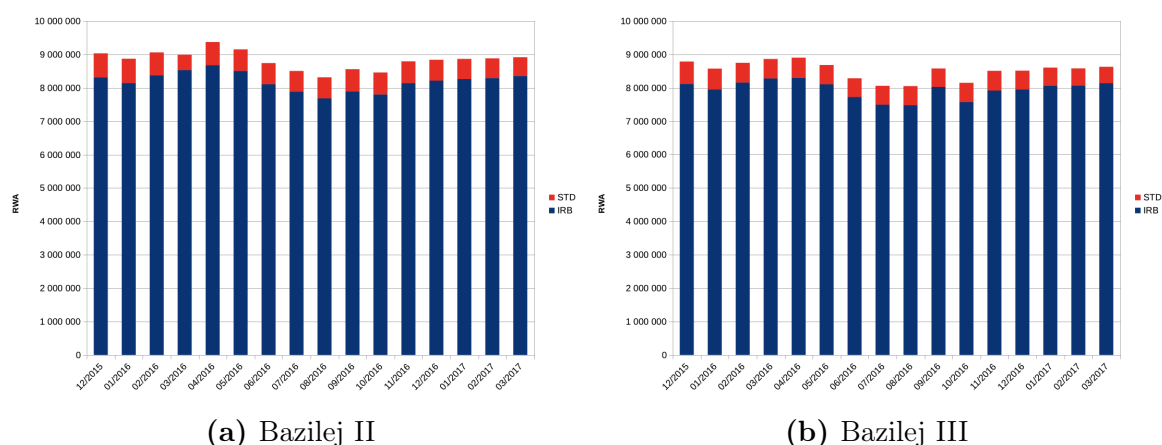 10 000 000
9 000 000
8 000 000
7 000 000
6 000 000
5 000 000
4 000 000
3 000 000
2 000 000
1 000 000
0
RWA
12/2015
01/2016
02/2016
03/2016
04/2016
05/2016
06/2016
07/2016
08/2016
09/2016
10/2016
11/2016
12/2016
01/2017
02/2017
03/2017
STD
IRB
(a) Bazilej II
10 000 000
9 000 000
8 000 000
7 000 000
6 000 000
5 000 000
4 000 000
3 000 000
2 000 000
1 000 000
0
RWA
12/2015
01/2016
02/2016
03/2016
04/2016
05/2016
06/2016
07/2016
08/2016
09/2016
10/2016
11/2016
12/2016
01/2017
02/2017
03/2017
STD
IRB
(b) Bazilej III